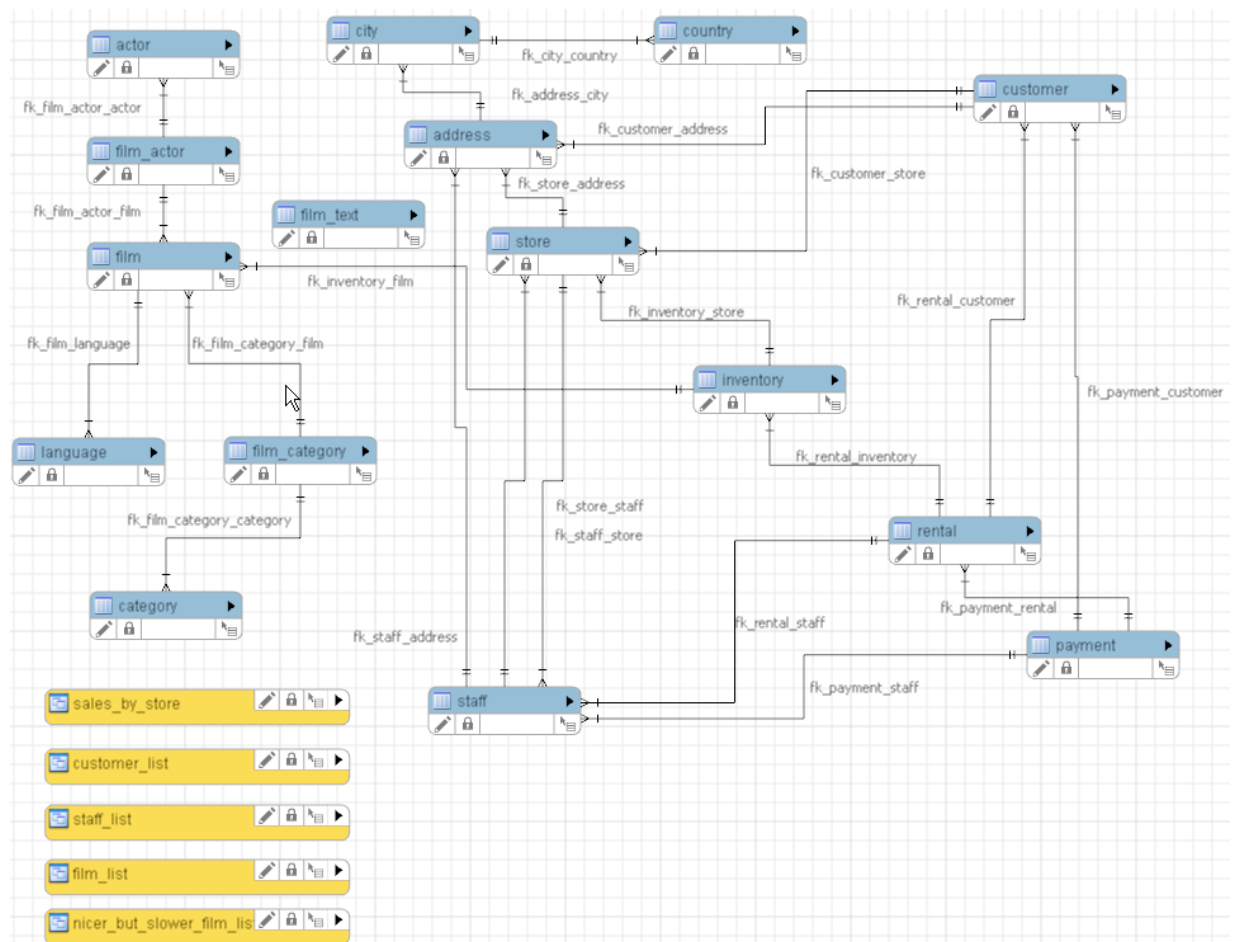 city
country
actor
fk_city_country
customer
fk_film_actor_actor
fk_address_city
address
fk_customer_address
film_actor
fk_customer_store
fk_store_address
fk_film_actor_film
film_text
store
film
fk_inventory_film
fk_rental_customer
fk_inventory_store
fk_film_language
fk_film_category_film
inventory
fk_payment_customer
language
film_category
fk_rental_inventory
fk_store_staff
fk_film_category_category
rental
fk_staff_store
category
fk_payment_rental
fk_rental_staff
fk_staff_address
payment
fk_payment_staff
staff
sales_by_store
customer_list
staff_list
film_list
nicer_but_slower_film_lis